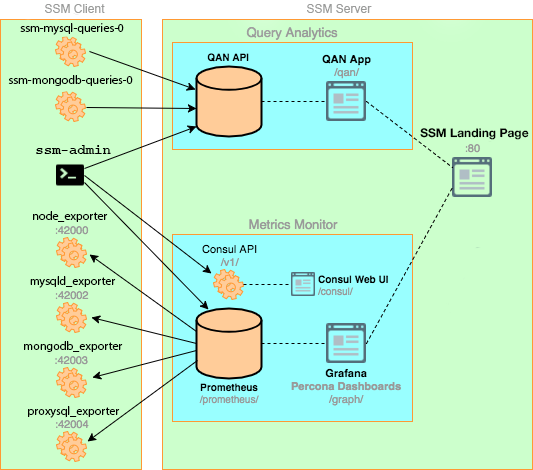 SSM Client
SSM Server
ssm-mysql-queries-0
ssm-mongodb-queries-0
ssm-admin
node_exporter
:42000
mysqld_exporter
:42002
mongodb_exporter
:42003
proxysql_exporter
:42004
Query Analytics
QAN API
QAN App
/qan/
SSM Landing Page
:80
Metrics Monitor
Consul API
/v1/
Consul Web UI
/consul/
Prometheus
/prometheus/
Grafana
Percona Dashboards
/graph/